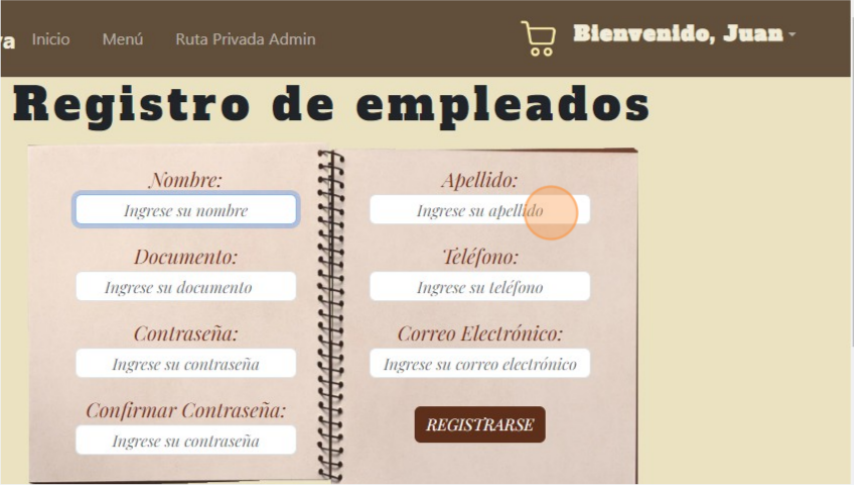 va Inicio Menú Ruta Privada Admin Bienvenido, Juan
Registro de empleados
Nombre: Apellido:
Ingrese su nombre Ingrese su apellido
Documento: Teléfono:
Ingrese su documento Ingrese su teléfono
Contraseña: Correo Electrónico:
Ingrese su contraseña Ingrese su correo electrónico
Confirmar Contraseña: REGISTRARSE
Ingrese su contraseña